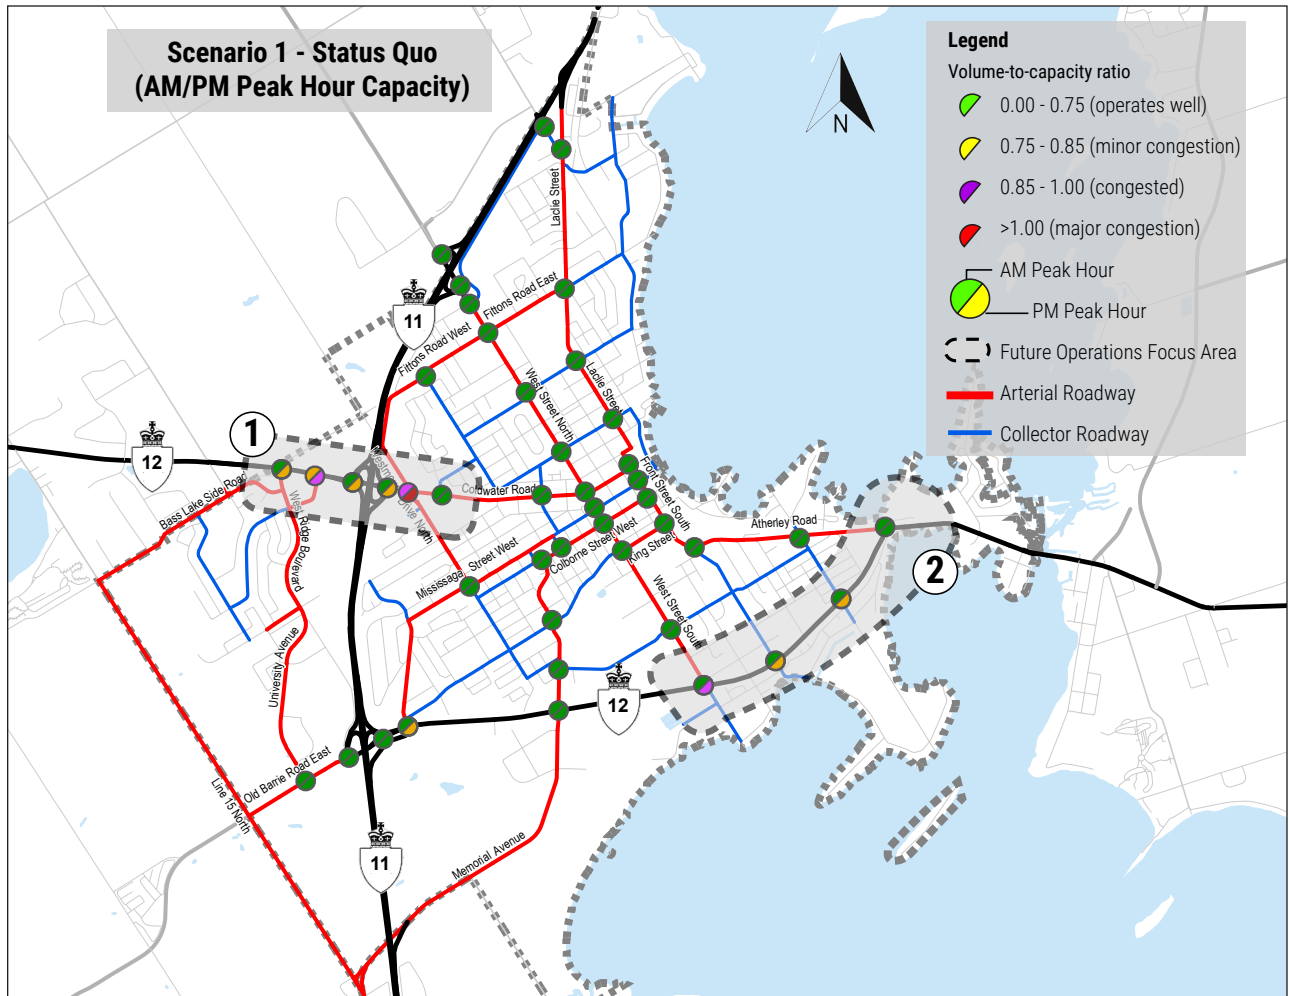 Scenario 1 - Status Quo
(AM/PM Peak Hour Capacity)
Legend
Volume-to-capacity ratio
0.00 - 0.75 (operates well)
0.75 - 0.85 (minor congestion)
0.85 - 1.00 (congested)
>1.00 (major congestion)
AM Peak Hour
PM Peak Hour
Future Operations Focus Area
Arterial Roadway
Collector Roadway
N
Laclie Street
Fittons Road East
11
Fittons Road West
Laclie Street
West Street North
1
12
Front Street South
Coldwater Road
Bass Lake Side Road
West Ridge Boulevard
Drive North
Atherley Road
Colborne Street West
King Street
Mississaga Street West
2
West Street South
University Avenue
12
Old Barrie Road East
Line 15 North
11
Memorial Avenue